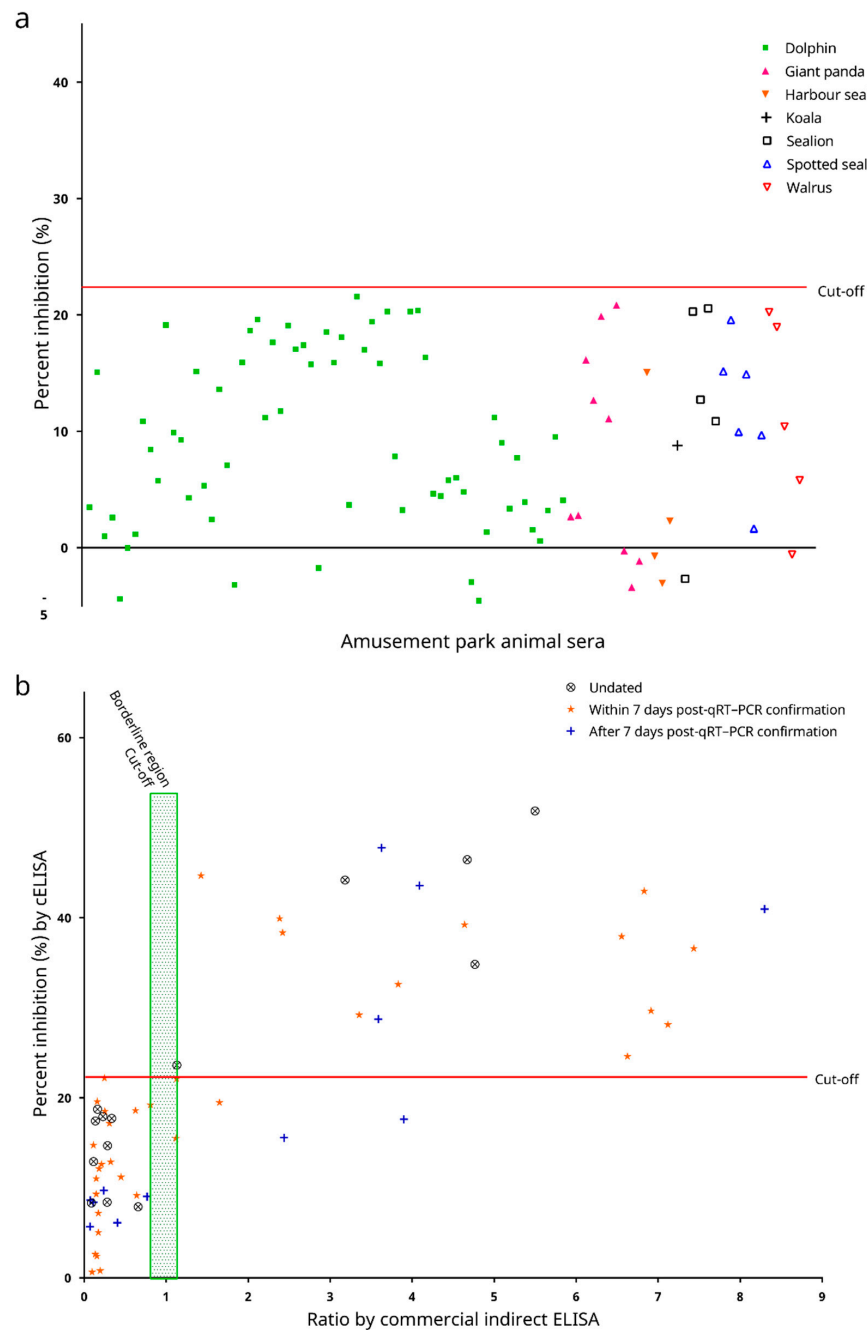 a
40
30
20
10
0
-
5
Percent inhibition (%)
Dolphin
Giant panda
Harbour sea
Koala
Sealion
Spotted seal
Walrus
Cut-off
Amusement park animal sera
b
Undated
Within 7 days post-qRT–PCR confirmation
After 7 days post-qRT–PCR confirmation
Borderline region
Cut-off
60
40
20
0
Percent inhibition (%) by cELISA
Cut-off
0 1 2 3 4 5 6 7 8 9
Ratio by commercial indirect ELISA